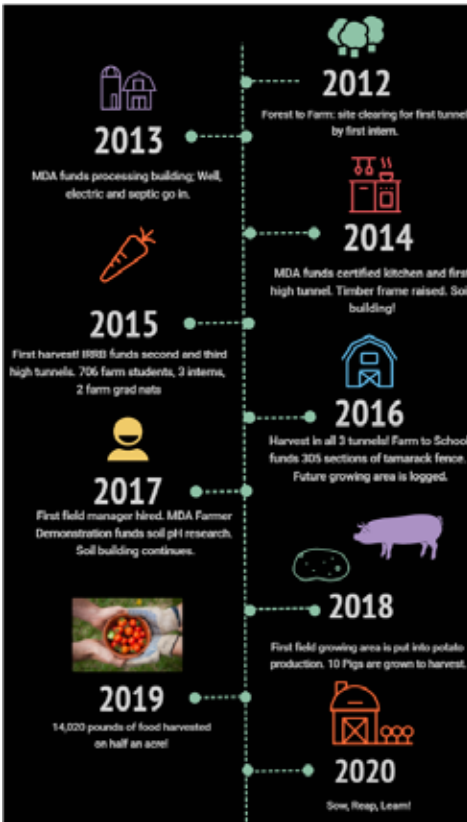 2012
Forest to Farm: site clearing for first tunnel
by first intern.
2013
MDA funds processing building; Well,
electric and septic go in.
2014
MDA funds certified kitchen and first
high tunnel. Timber frame raised. Soil
building!
2015
First harvest! IRRB funds second and third
high tunnels. 706 farm students, 3 interns,
2 farm grad nats
2016
Harvest in all 3 tunnels! Farm to School
funds 305 sections of tamarack fence.
Future growing area is logged.
2017
First field manager hired. MDA Farmer
Demonstration funds soil pH research.
Soil building continues.
2018
First field growing area is put into potato
production. 10 Pigs are grown to harvest.
2019
14,020 pounds of food harvested
on half an acre!
2020
Sow, Reap, Learn!